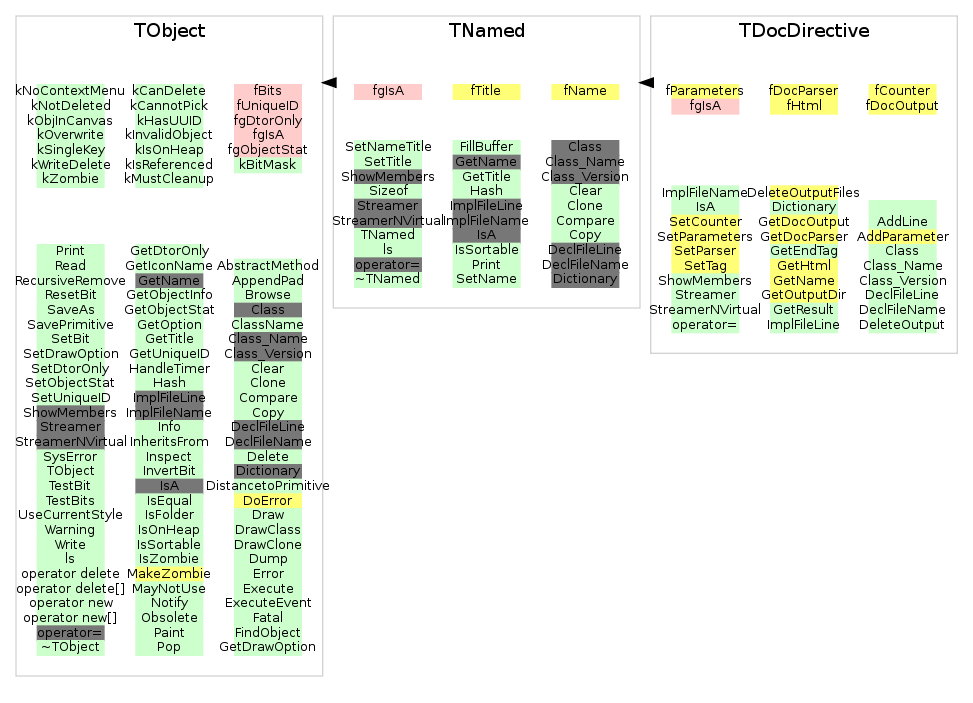 TObject
kNoContextMenu
kNotDeleted
kObjInCanvas
kOverwrite
kSingleKey
kWriteDelete
kZombie
kCanDelete
kCannotPick
kHasUUID
kInvalidObject
kIsOnHeap
kIsReferenced
kMustCleanup
fBits
fUniqueID
fgDtorOnly
fgIsA
fgObjectStat
kBitMask
Print
Read
RecursiveRemove
ResetBit
SaveAs
SavePrimitive
SetBit
SetDrawOption
SetDtorOnly
SetObjectStat
SetUniqueID
ShowMembers
Streamer
StreamerNVirtual
SysError
TObject
TestBit
TestBits
UseCurrentStyle
Warning
Write
ls
operator delete
operator delete[]
operator new
operator new[]
operator=
~TObject
GetDtorOnly
GetIconName
GetName
GetObjectInfo
GetObjectStat
GetOption
GetTitle
GetUniqueID
HandleTimer
Hash
ImplFileLine
ImplFileName
Info
InheritsFrom
Inspect
InvertBit
IsA
IsEqual
IsFolder
IsOnHeap
IsSortable
IsZombie
MakeZombie
MayNotUse
Notify
Obsolete
Paint
Pop
AbstractMethod
AppendPad
Browse
Class
ClassName
Class_Name
Class_Version
Clear
Clone
Compare
Copy
DeclFileLine
DeclFileName
Delete
Dictionary
DistancetoPrimitive
DoError
Draw
DrawClass
DrawClone
Dump
Error
Execute
ExecuteEvent
Fatal
FindObject
GetDrawOption
TNamed
fgIsA
fTitle
fName
SetNameTitle
SetTitle
ShowMembers
Sizeof
Streamer
StreamerNVirtual
TNamed
ls
operator=
~TNamed
FillBuffer
GetName
GetTitle
Hash
ImplFileLine
ImplFileName
IsA
IsSortable
Print
SetName
Class
Class_Name
Class_Version
Clear
Clone
Compare
Copy
DeclFileLine
DeclFileName
Dictionary
TDocDirective
fParameters
fgIsA
fDocParser
fHtml
fCounter
fDocOutput
ImplFileName
IsA
SetCounter
SetParameters
SetParser
SetTag
ShowMembers
Streamer
StreamerNVirtual
operator=
DeleteOutputFiles
Dictionary
GetDocOutput
GetDocParser
GetEndTag
GetHtml
GetName
GetOutputDir
GetResult
ImplFileLine
AddLine
AddParameter
Class
Class_Name
Class_Version
DeclFileLine
DeclFileName
DeleteOutput